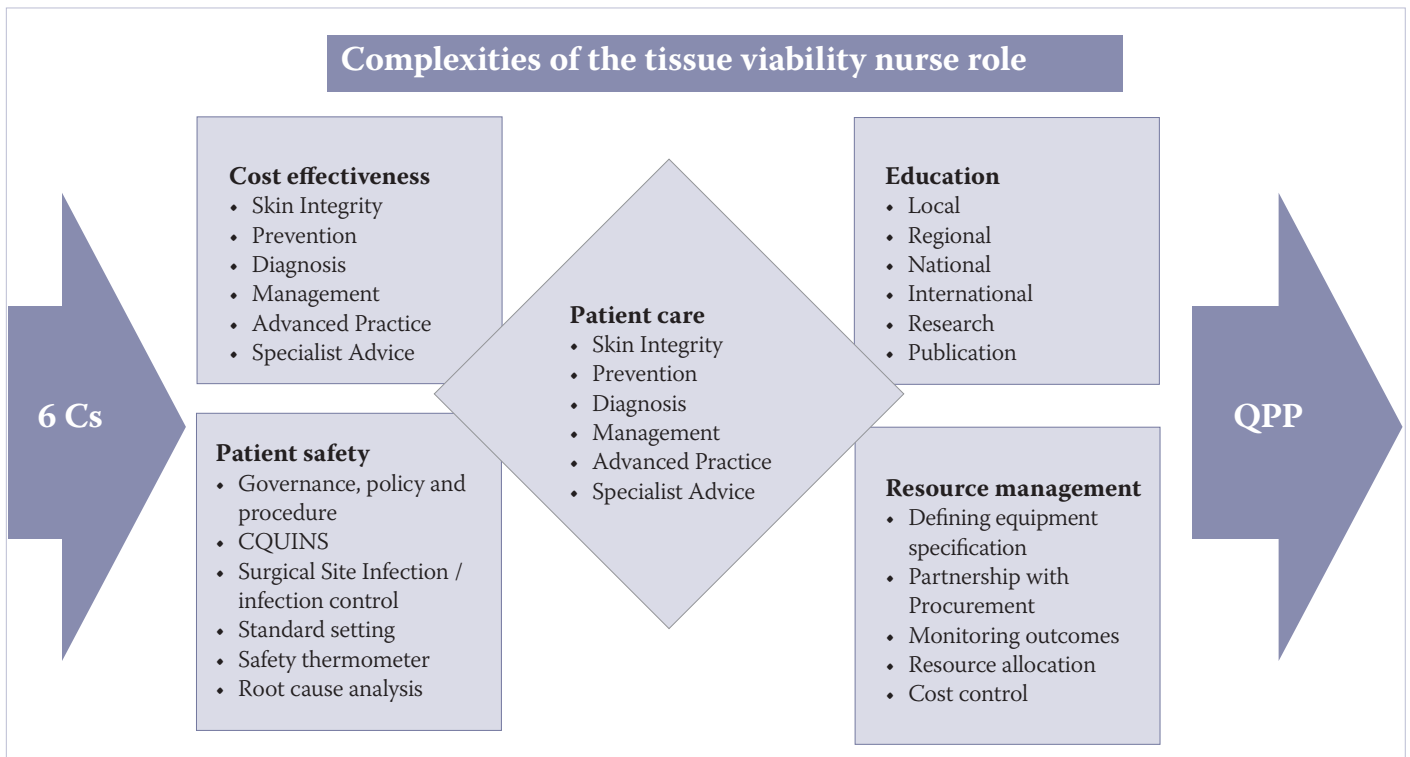 Complexities of the tissue viability nurse role
6 Cs
Cost effectiveness
• Skin Integrity
• Prevention
• Diagnosis
• Management
• Advanced Practice
• Specialist Advice
Patient safety
• Governance, policy and
procedure
• CQUINS
• Surgical Site Infection /
infection control
• Standard setting
• Safety thermometer
• Root cause analysis
Patient care
• Skin Integrity
• Prevention
• Diagnosis
• Management
• Advanced Practice
• Specialist Advice
Education
• Local
• Regional
• National
• International
• Research
• Publication
Resource management
• Defining equipment
specification
• Partnership with
Procurement
• Monitoring outcomes
• Resource allocation
• Cost control
QPP